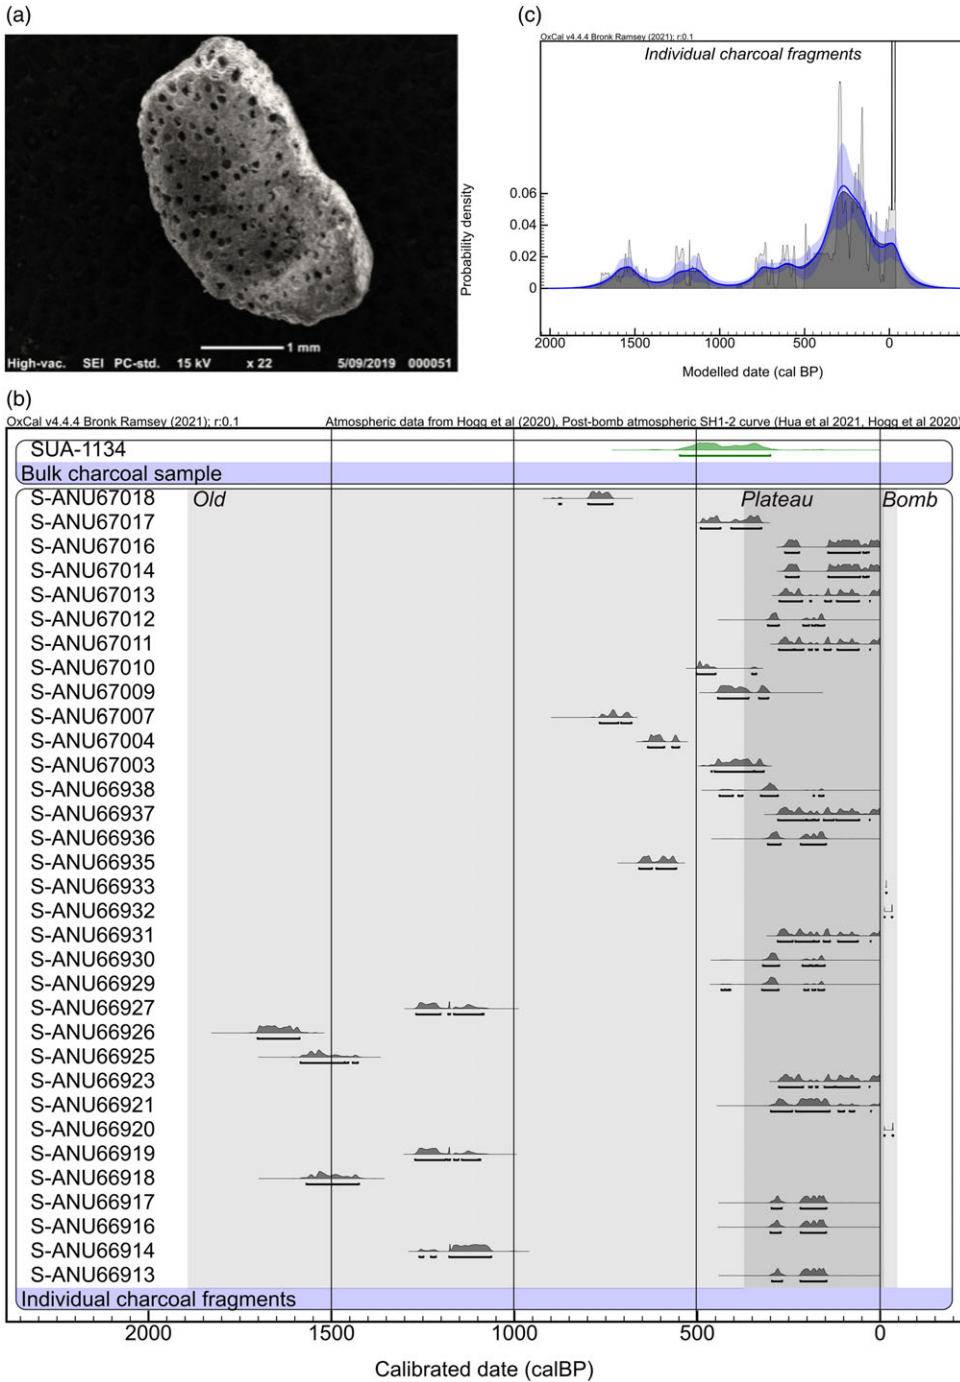 (a)
High-vac. SEI PC-std. 15 kV x 22 5/09/2019 000051
1 mm
(c)
OxCal v4.4.4 Bronk Ramsey (2021); r:0.1
Individual charcoal fragments
Probability density
0.06
0.04
0.02
0
2000 1500 1000 500 0
Modelled date (cal BP)
(b)
OxCal v4.4.4 Bronk Ramsey (2021); r:0.1 Atmospheric data from Hogg et al (2020), Post-bomb atmospheric SH1-2 curve (Hua et al 2021, Hogg et al 2020)
SUA-1134
Bulk charcoal sample
Old Plateau Bomb
S-ANU67018
S-ANU67017
S-ANU67016
S-ANU67014
S-ANU67013
S-ANU67012
S-ANU67011
S-ANU67010
S-ANU67009
S-ANU67007
S-ANU67004
S-ANU67003
S-ANU66938
S-ANU66937
S-ANU66936
S-ANU66935
S-ANU66933
S-ANU66932
S-ANU66931
S-ANU66930
S-ANU66929
S-ANU66927
S-ANU66926
S-ANU66925
S-ANU66923
S-ANU66921
S-ANU66920
S-ANU66919
S-ANU66918
S-ANU66917
S-ANU66916
S-ANU66914
S-ANU66913
Individual charcoal fragments
2000 1500 1000 500 0
Calibrated date (calBP)